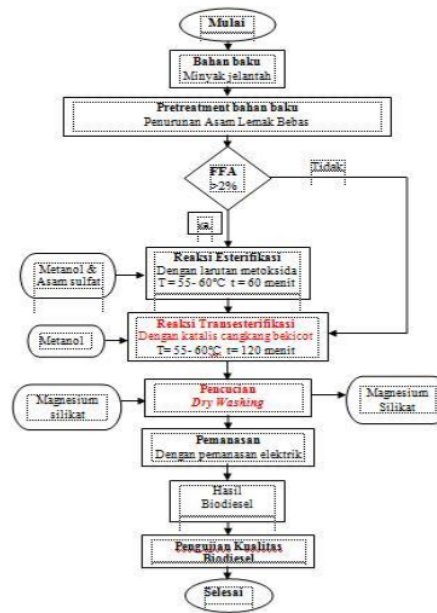 Mulai
Bahan baku
Minyak jelantah
Pretreatment bahan baku
Penurunan Asam Lemak Bebas
FFA
>2%
Tidak
ya
Metanol &
Asam sulfat
Reaksi Esterifikasi
Dengan larutan metoksida
T = 55- 60°C t = 60 menit
Metanol
Reaksi Transesterifikasi
Dengan katalis cangkang bekicot
T= 55-60°C t= 120 menit
Magnesium
silikat
Pencucian
Dry Washing
Magnesium
Silikat
Pemanasan
Dengan pemanasan elektrik
Hasil
Biodiesel
Pengujian Kualitas
Biodiesel
Selesai